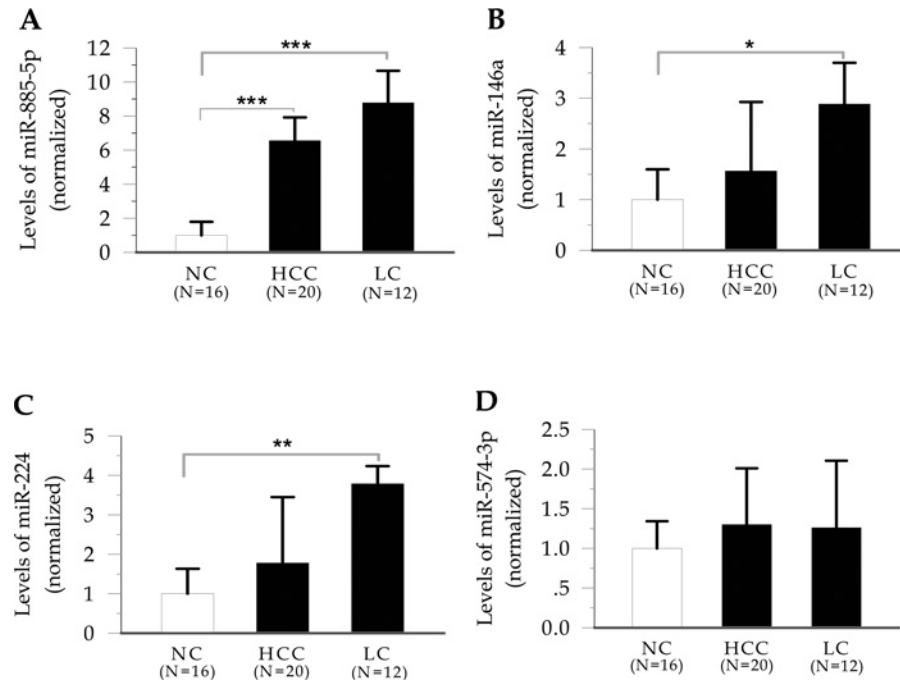 A
Levels of miR-885-5p
(normalized)
12
10
8
6
4
2
0
***
***
NC
(N=16)
HCC
(N=20)
LC
(N=12)
B
Levels of miR-146a
(normalized)
4
3
2
1
0
*
NC
(N=16)
HCC
(N=20)
LC
(N=12)
C
Levels of miR-224
(normalized)
5
4
3
2
1
0
**
NC
(N=16)
HCC
(N=20)
LC
(N=12)
D
Levels of miR-574-3p
(normalized)
2.5
2.0
1.5
1.0
.5
0.0
NC
(N=16)
HCC
(N=20)
LC
(N=12)